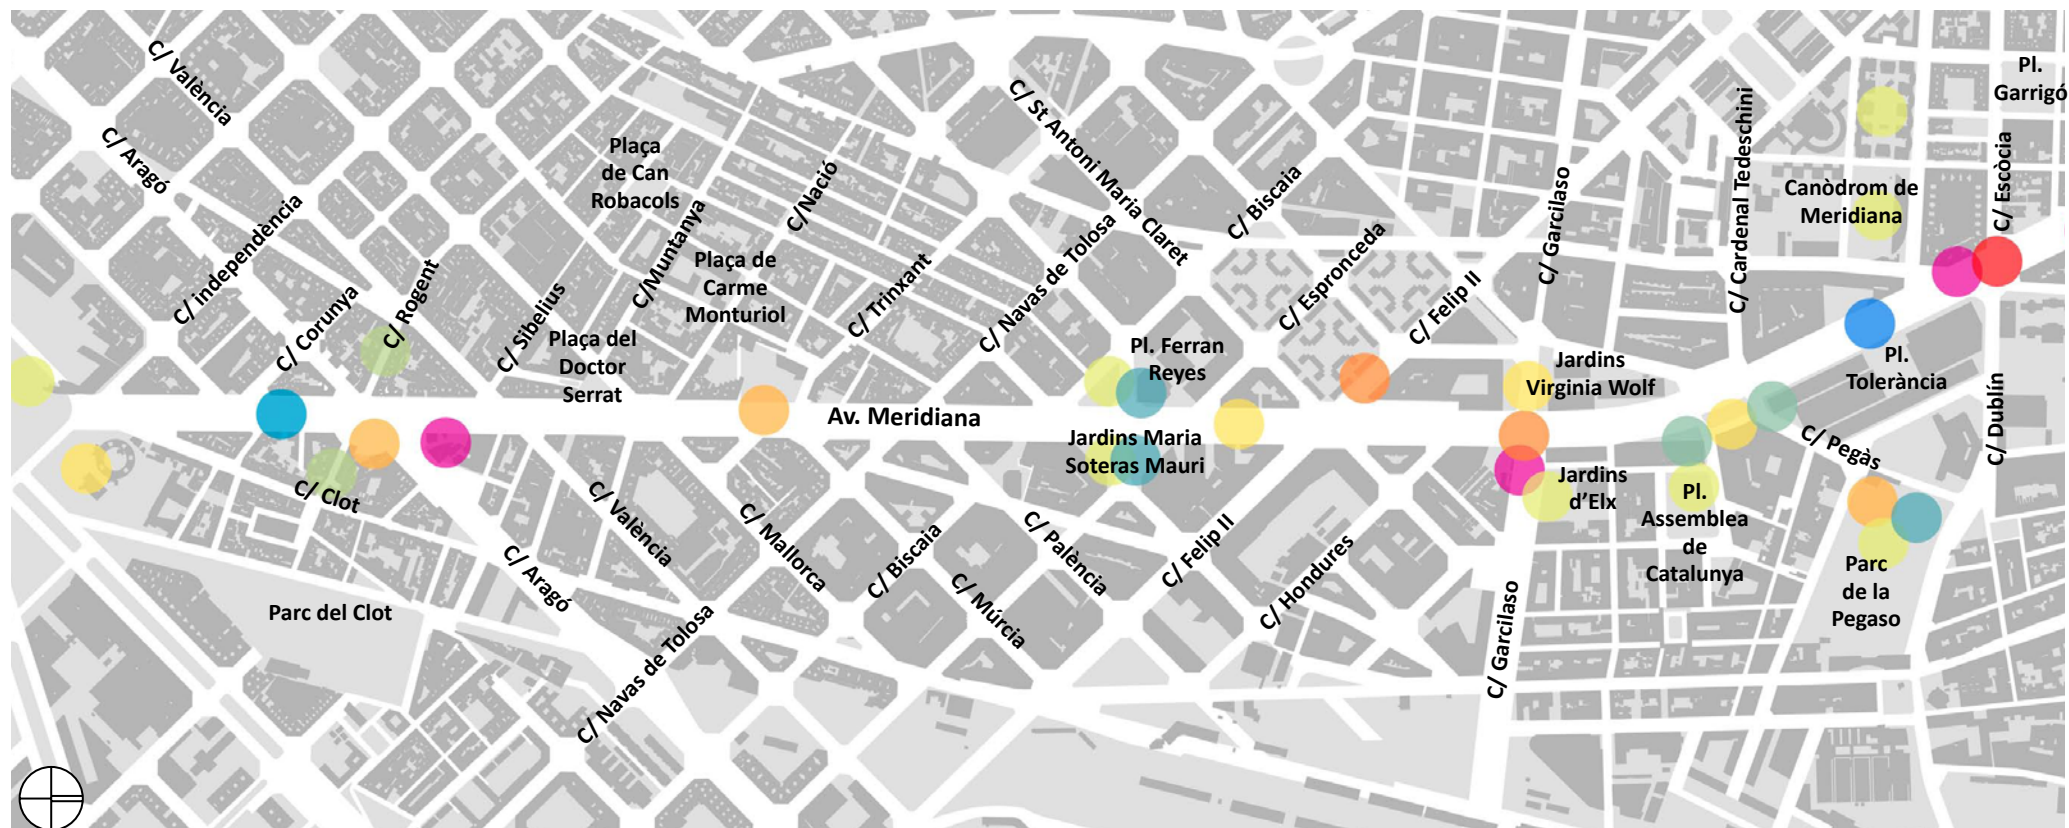 C/ València
C/ Aragó
C/ independència
C/ Corunya
C/ Rogent
C/ Sibelius
Plaça
de Can
Robacols
C/Muntanya
Plaça del
Doctor
Serrat
Plaça de
Carme
Monturiol
C/Nació
C/ Trinxant
C/ Navas de Tolosa
C/ St Antoni Maria Claret
C/ Biscaia
Pl. Ferran
Reyes
C/ Espronceda
C/ Felip II
C/ Garcilaso
Jardins
Virginia Wolf
C/ Cardenal Tedeschini
Canòdrom de
Meridiana
Pl.
Garrigó
C/ Escòcia
Pl.
Tolerància
Av. Meridiana
Jardins Maria
Soteras Mauri
Jardins
d'Elx
Pl.
Assemblea
de
Catalunya
C/ Pegàs
C/ Dublín
Parc
de la
Pegaso
C/ Clot
Parc del Clot
C/ Aragó
C/ València
C/ Navas de Tolosa
C/ Mallorca
C/ Biscaia
C/ Múrcia
C/ Palència
C/ Felip II
C/ Hondures
C/ Garcilaso